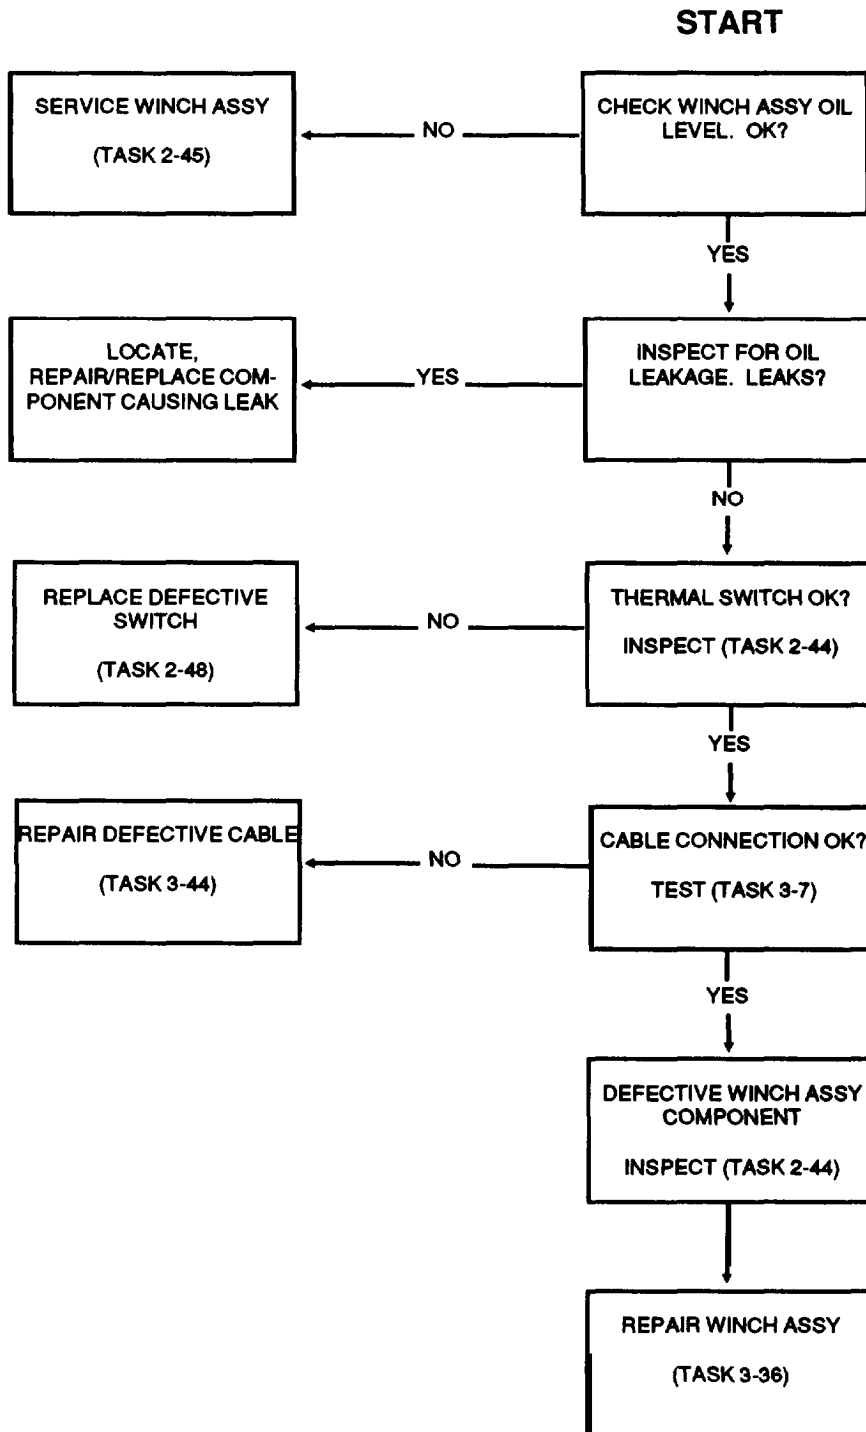 START
CHECK WINCH ASSY OIL
LEVEL. OK?
NO
SERVICE WINCH ASSY
(TASK 2-45)
YES
INSPECT FOR OIL
LEAKAGE. LEAKS?
YES
LOCATE,
REPAIR/REPLACE COM-
PONENT CAUSING LEAK
NO
THERMAL SWITCH OK?
INSPECT (TASK 2-44)
NO
REPLACE DEFECTIVE
SWITCH
(TASK 2-48)
YES
CABLE CONNECTION OK?
TEST (TASK 3-7)
NO
REPAIR DEFECTIVE CABLE
(TASK 3-44)
YES
DEFECTIVE WINCH ASSY
COMPONENT
INSPECT (TASK 2-44)
REPAIR WINCH ASSY
(TASK 3-36)